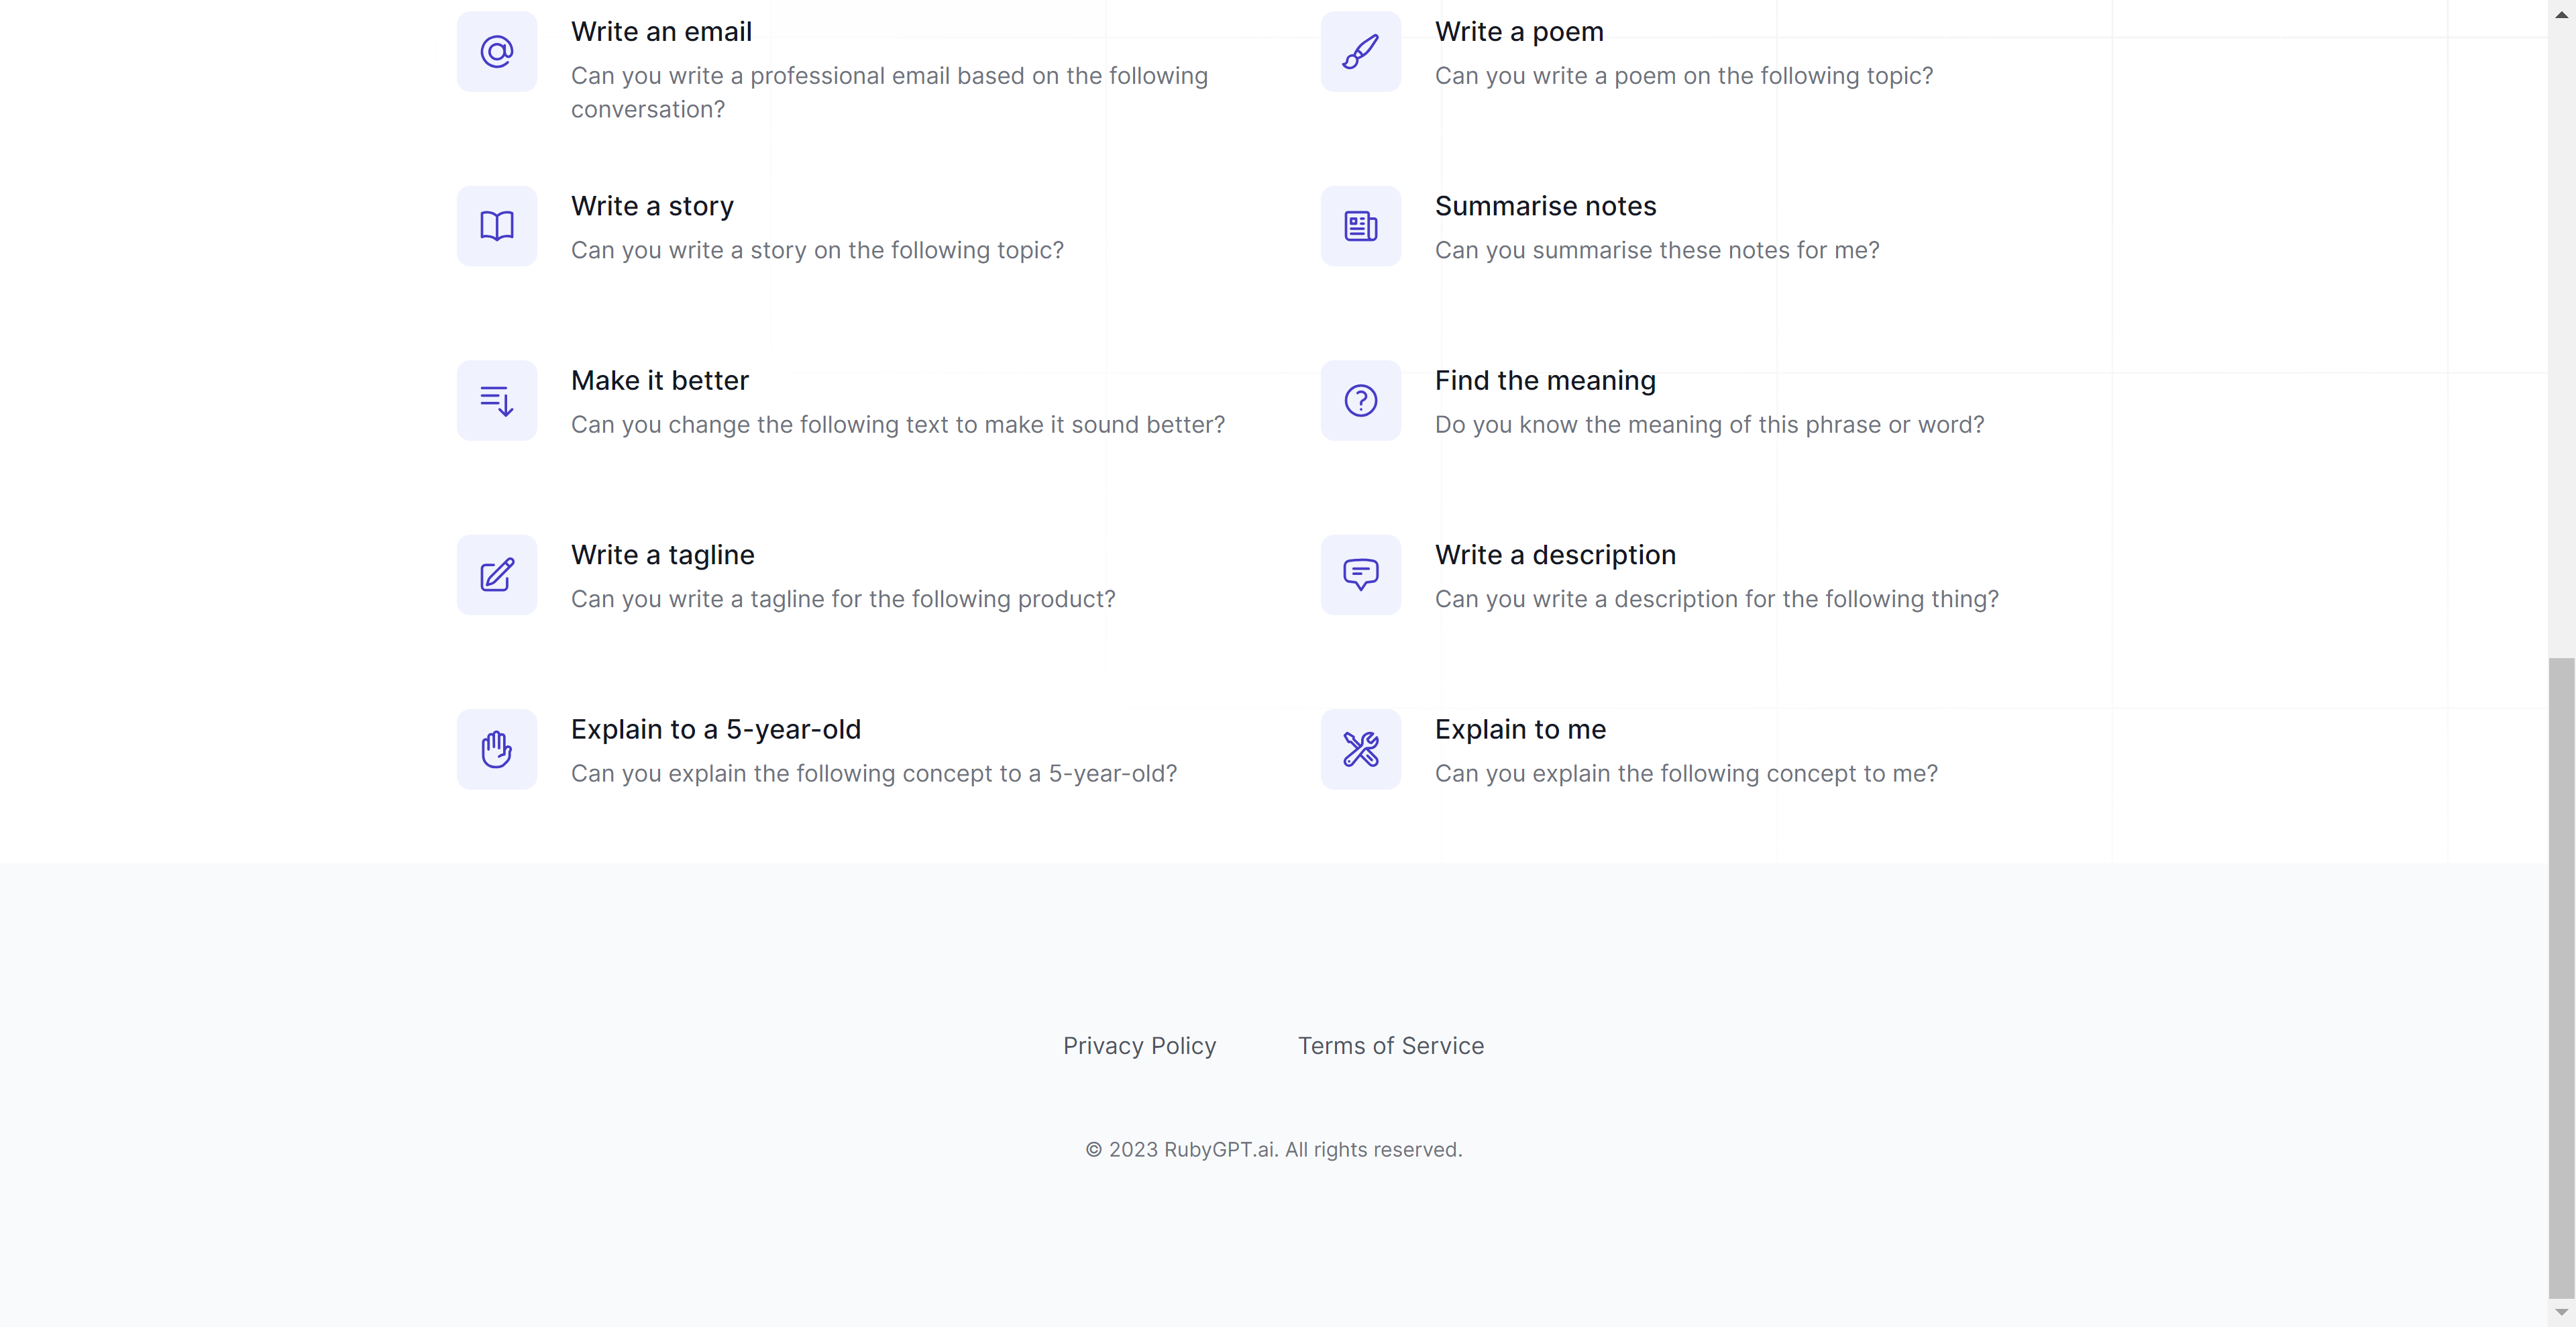 Write an email
Can you write a professional email based on the following
conversation?
Write a poem
Can you write a poem on the following topic?
Write a story
Can you write a story on the following topic?
Summarise notes
Can you summarise these notes for me?
Make it better
Can you change the following text to make it sound better?
Find the meaning
Do you know the meaning of this phrase or word?
Write a tagline
Can you write a tagline for the following product?
Write a description
Can you write a description for the following thing?
Explain to a 5-year-old
Can you explain the following concept to a 5-year-old?
Explain to me
Can you explain the following concept to me?
Privacy Policy
Terms of Service
© 2023 RubyGPT.ai. All rights reserved.